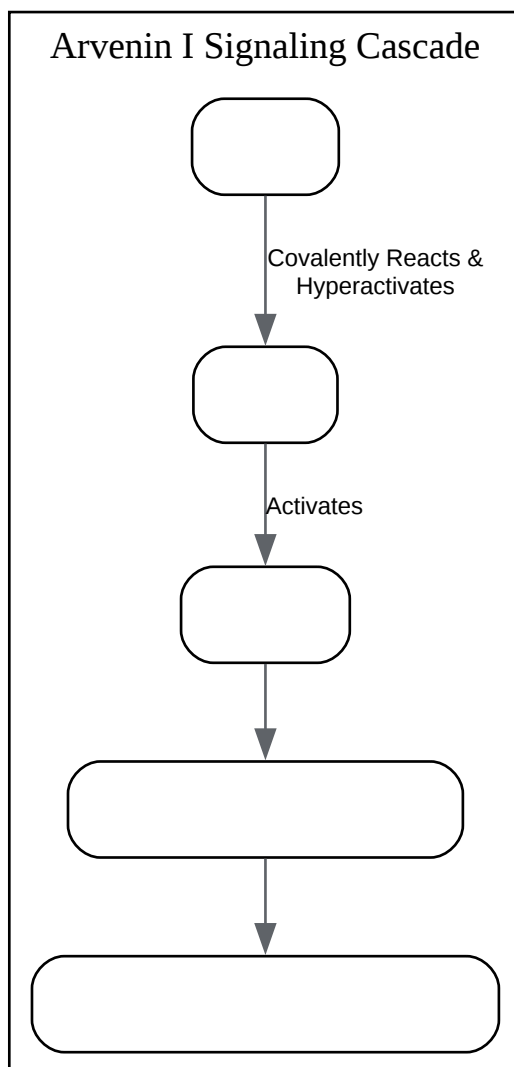 Arvenin I Signaling Cascade
Covalently Reacts &
Hyperactivates
Activates